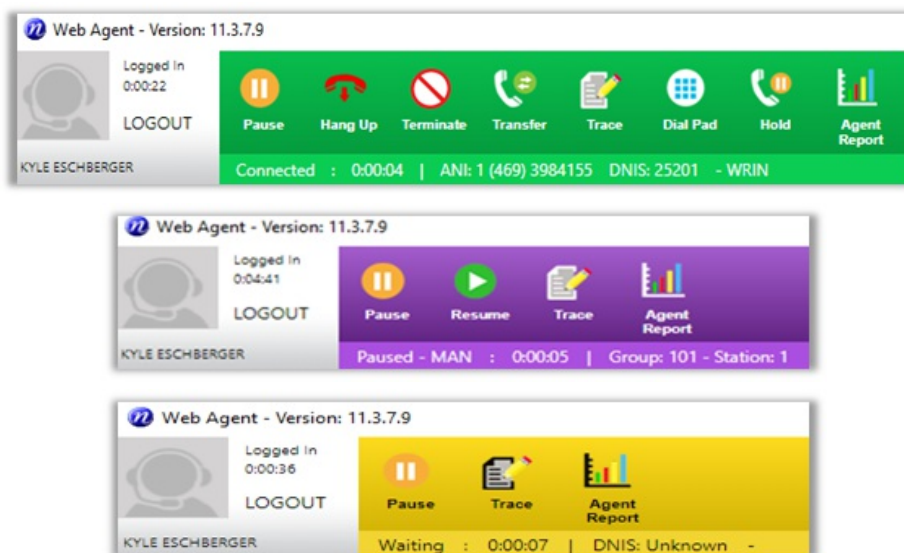 Web Agent - Version: 11.3.7.9
Logged In
0:00:22
LOGOUT
KYLE ESCHBERGER
Pause Hang Up Terminate Transfer Trace Dial Pad Hold Agent Report
Connected : 0:00:04 | ANI: 1 (469) 3984155 DNIS: 25201 - WRIN
Web Agent - Version: 11.3.7.9
Logged In
0:04:41
LOGOUT
KYLE ESCHBERGER
Pause Resume Trace Agent Report
Paused - MAN : 0:00:05 | Group: 101 - Station: 1
Web Agent - Version: 11.3.7.9
Logged In
0:00:36
LOGOUT
KYLE ESCHBERGER
Pause Trace Agent Report
Waiting : 0:00:07 | DNIS: Unknown -